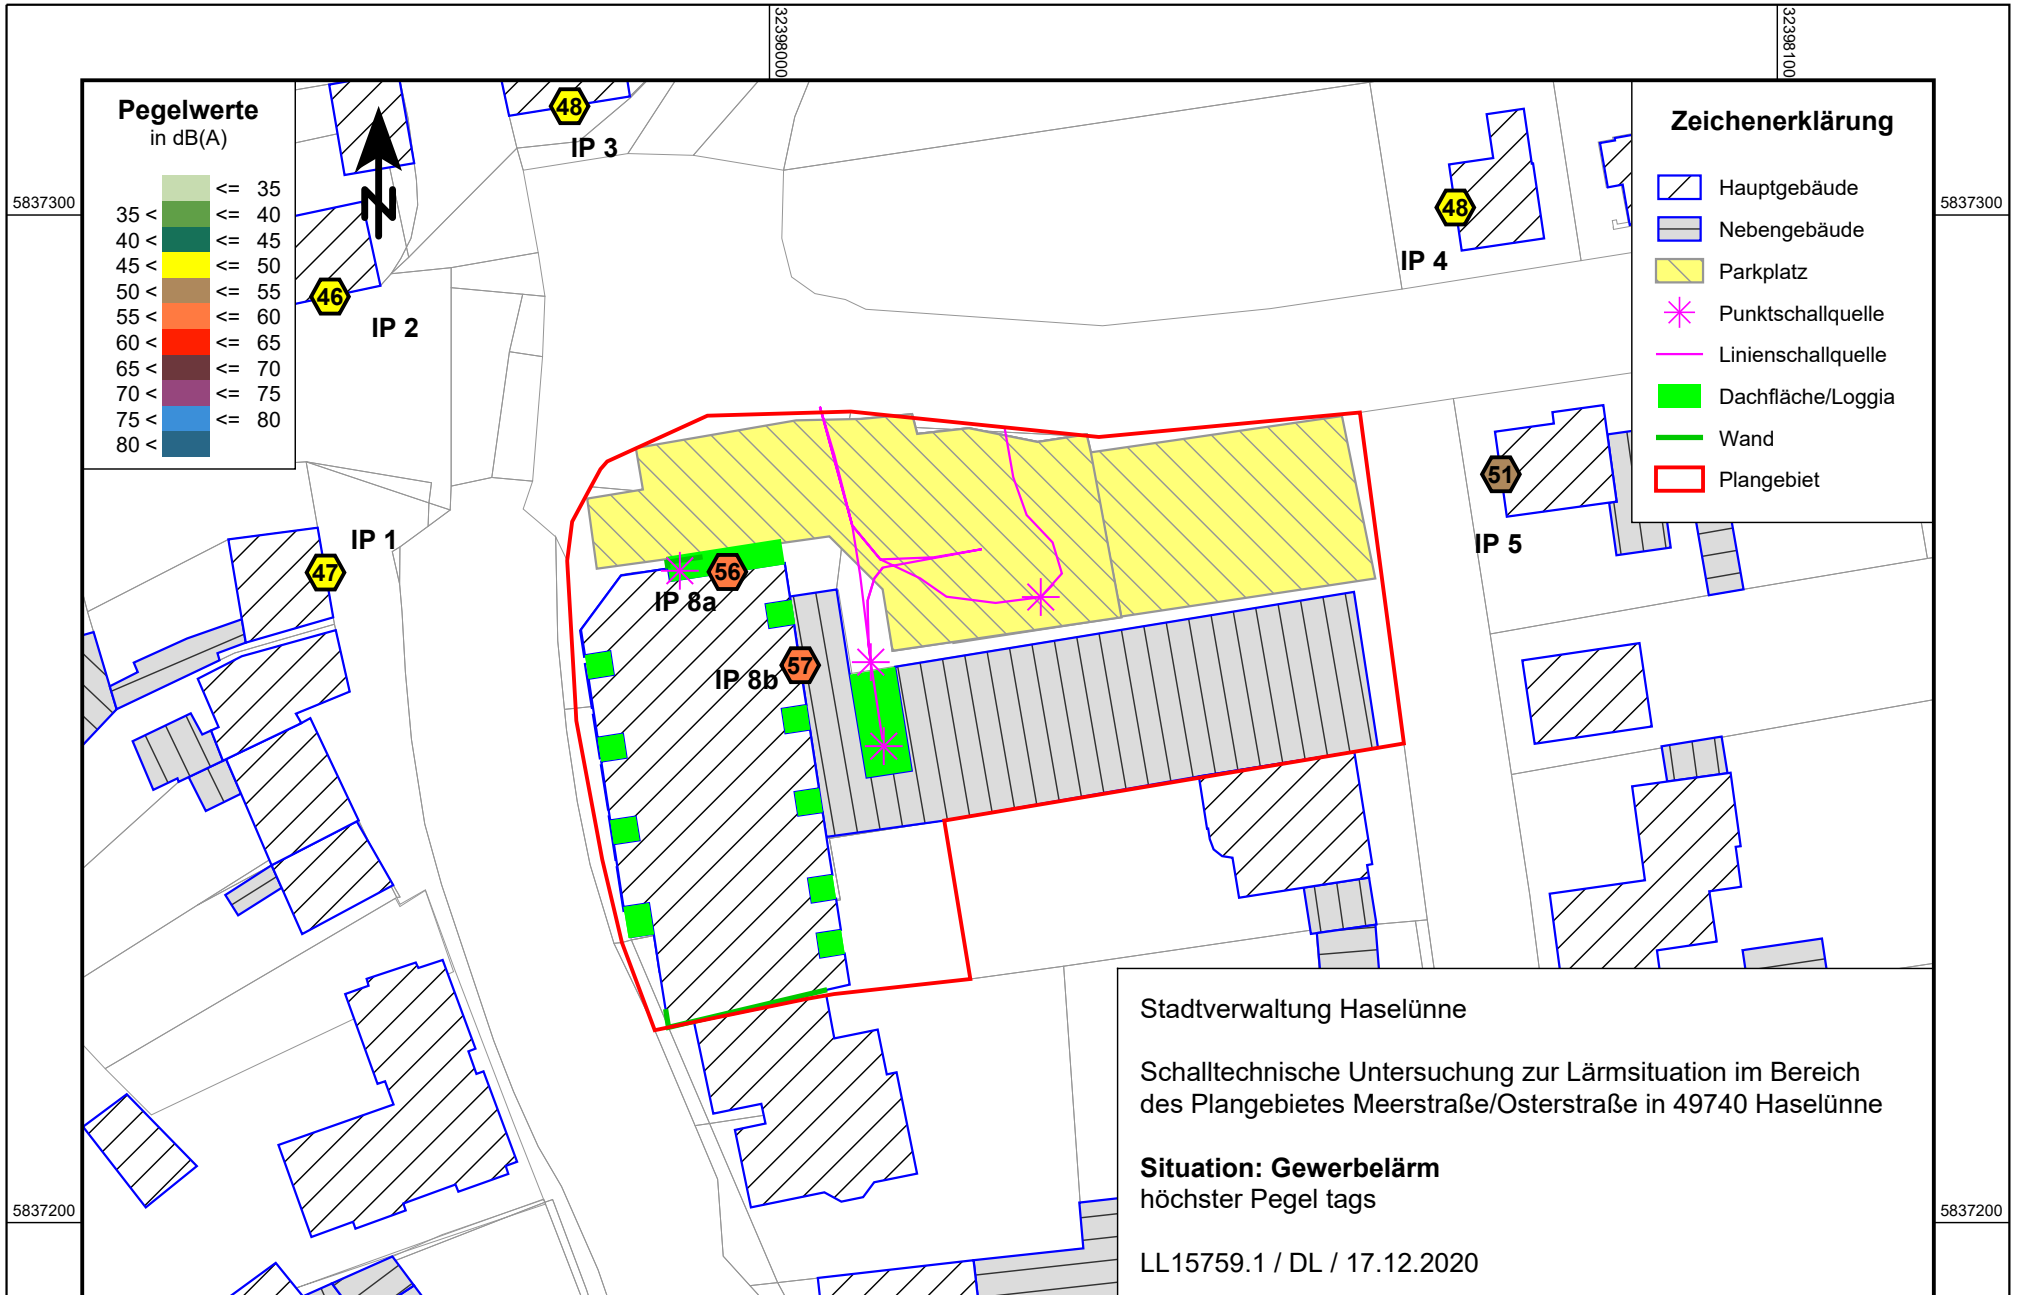 32398000
32398100
Pegelwerte
in dB(A)
<= 35
35 < <= 40
40 < <= 45
45 < <= 50
50 < <= 55
55 < <= 60
60 < <= 65
65 < <= 70
70 < <= 75
75 < <= 80
80 <
N
48
IP 3
5837300
5837300
46
IP 2
48
IP 4
Zeichenerklärung
Hauptgebäude
Nebengebäude
Parkplatz
Punktschallquelle
Linienschallquelle
Dachfläche/Loggia
Wand
Plangebiet
51
IP 5
IP 1
47
56
IP 8a
57
IP 8b
Stadtverwaltung Haselünne
Schalltechnische Untersuchung zur Lärmsituation im Bereich
des Plangebietes Meerstraße/Osterstraße in 49740 Haselünne
Situation: Gewerbelärm
höchster Pegel tags
LL15759.1 / DL / 17.12.2020
5837200
5837200